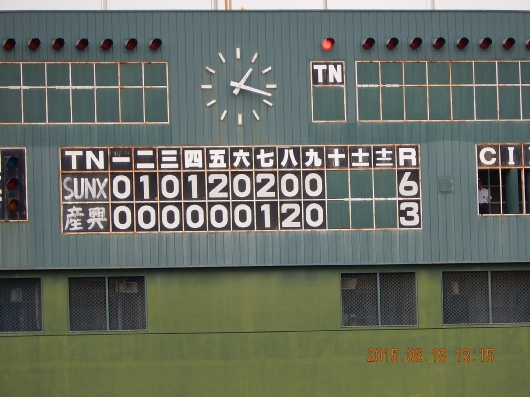 TN
TN 一 二 三 四 五 六 七 八 九 十 十一 十二 R C I
SUNX 0 1 0 1 2 0 2 0 0 6
産興 0 0 0 0 0 0 1 2 0 3
2015.09.19 13:15